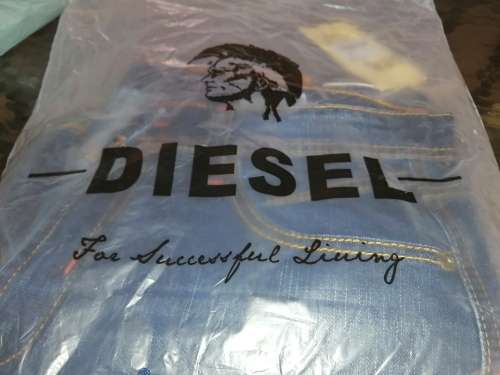 DIESEL
For Successful Living